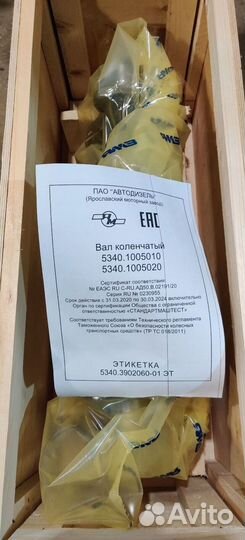 ПАО "АВТОДИЗЕЛЬ"
(Ярославский моторный завод)
ЯМЗ
ЕАС
Вал коленчатый
5340.1005010
5340.1005020
Сертификат соответствия:
№ ЕАЭС RU С-RU.АД50.В.02191/20
Серия RU № 0230955
Срок действия с 31.03.2020 по 30.03.2024 включительно
Орган по сертификации Общества с ограниченной
ответственностью «СТАНДАРТМАШТЕСТ»
Соответствует требованиям Технического регламента
Таможенного Союза «О безопасности колесных
транспортных средств» (ТР ТС 018/2011)
ЭТИКЕТКА
5340.3902060-01 ЭТ
Avito